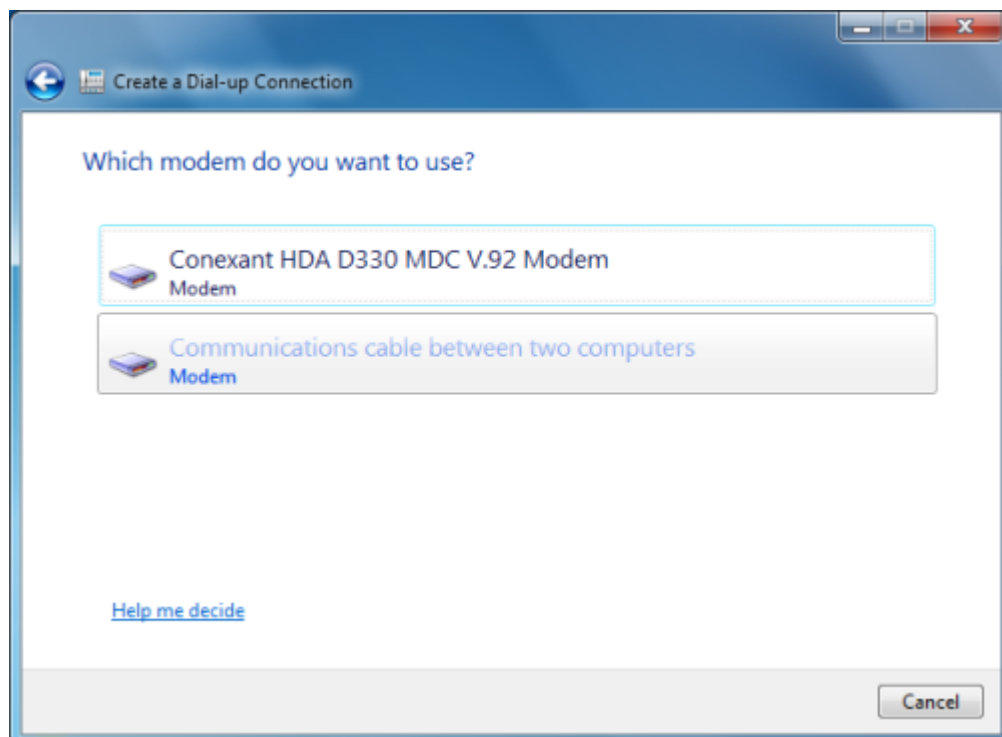 Create a Dial-up Connection
Which modem do you want to use?
Conexant HDA D330 MDC V.92 Modem
Modem
Communications cable between two computers
Modem
Help me decide
Cancel